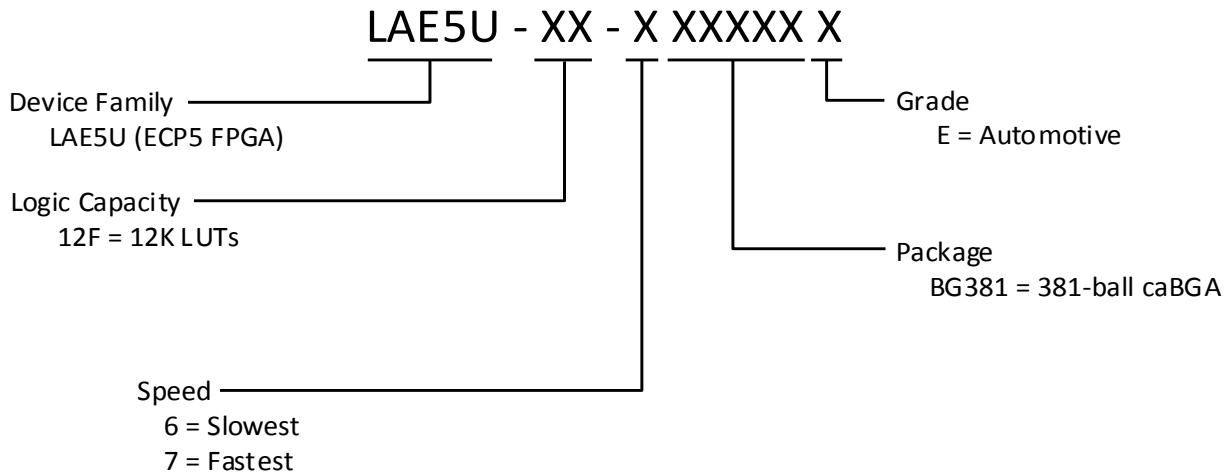 LAE5U - XX - X XXXXX X
Device Family
LAE5U (ECP5 FPGA)
Grade
E = Automotive
Logic Capacity
12F = 12K LUTs
Package
BG381 = 381-ball caBGA
Speed
6 = Slowest
7 = Fastest